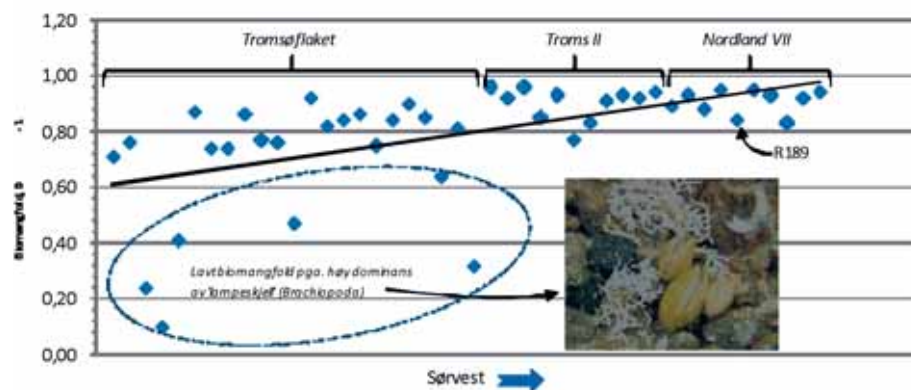 1,20
Tromsøflaket Troms II Nordland VII
1,00
0,80
R189
0,60
0,40
Lavt biomangfold pga. høy dominans
av 'lampeskjell' (Brachiopoda)
0,20
0,00
Biomangfold,
Sørvest